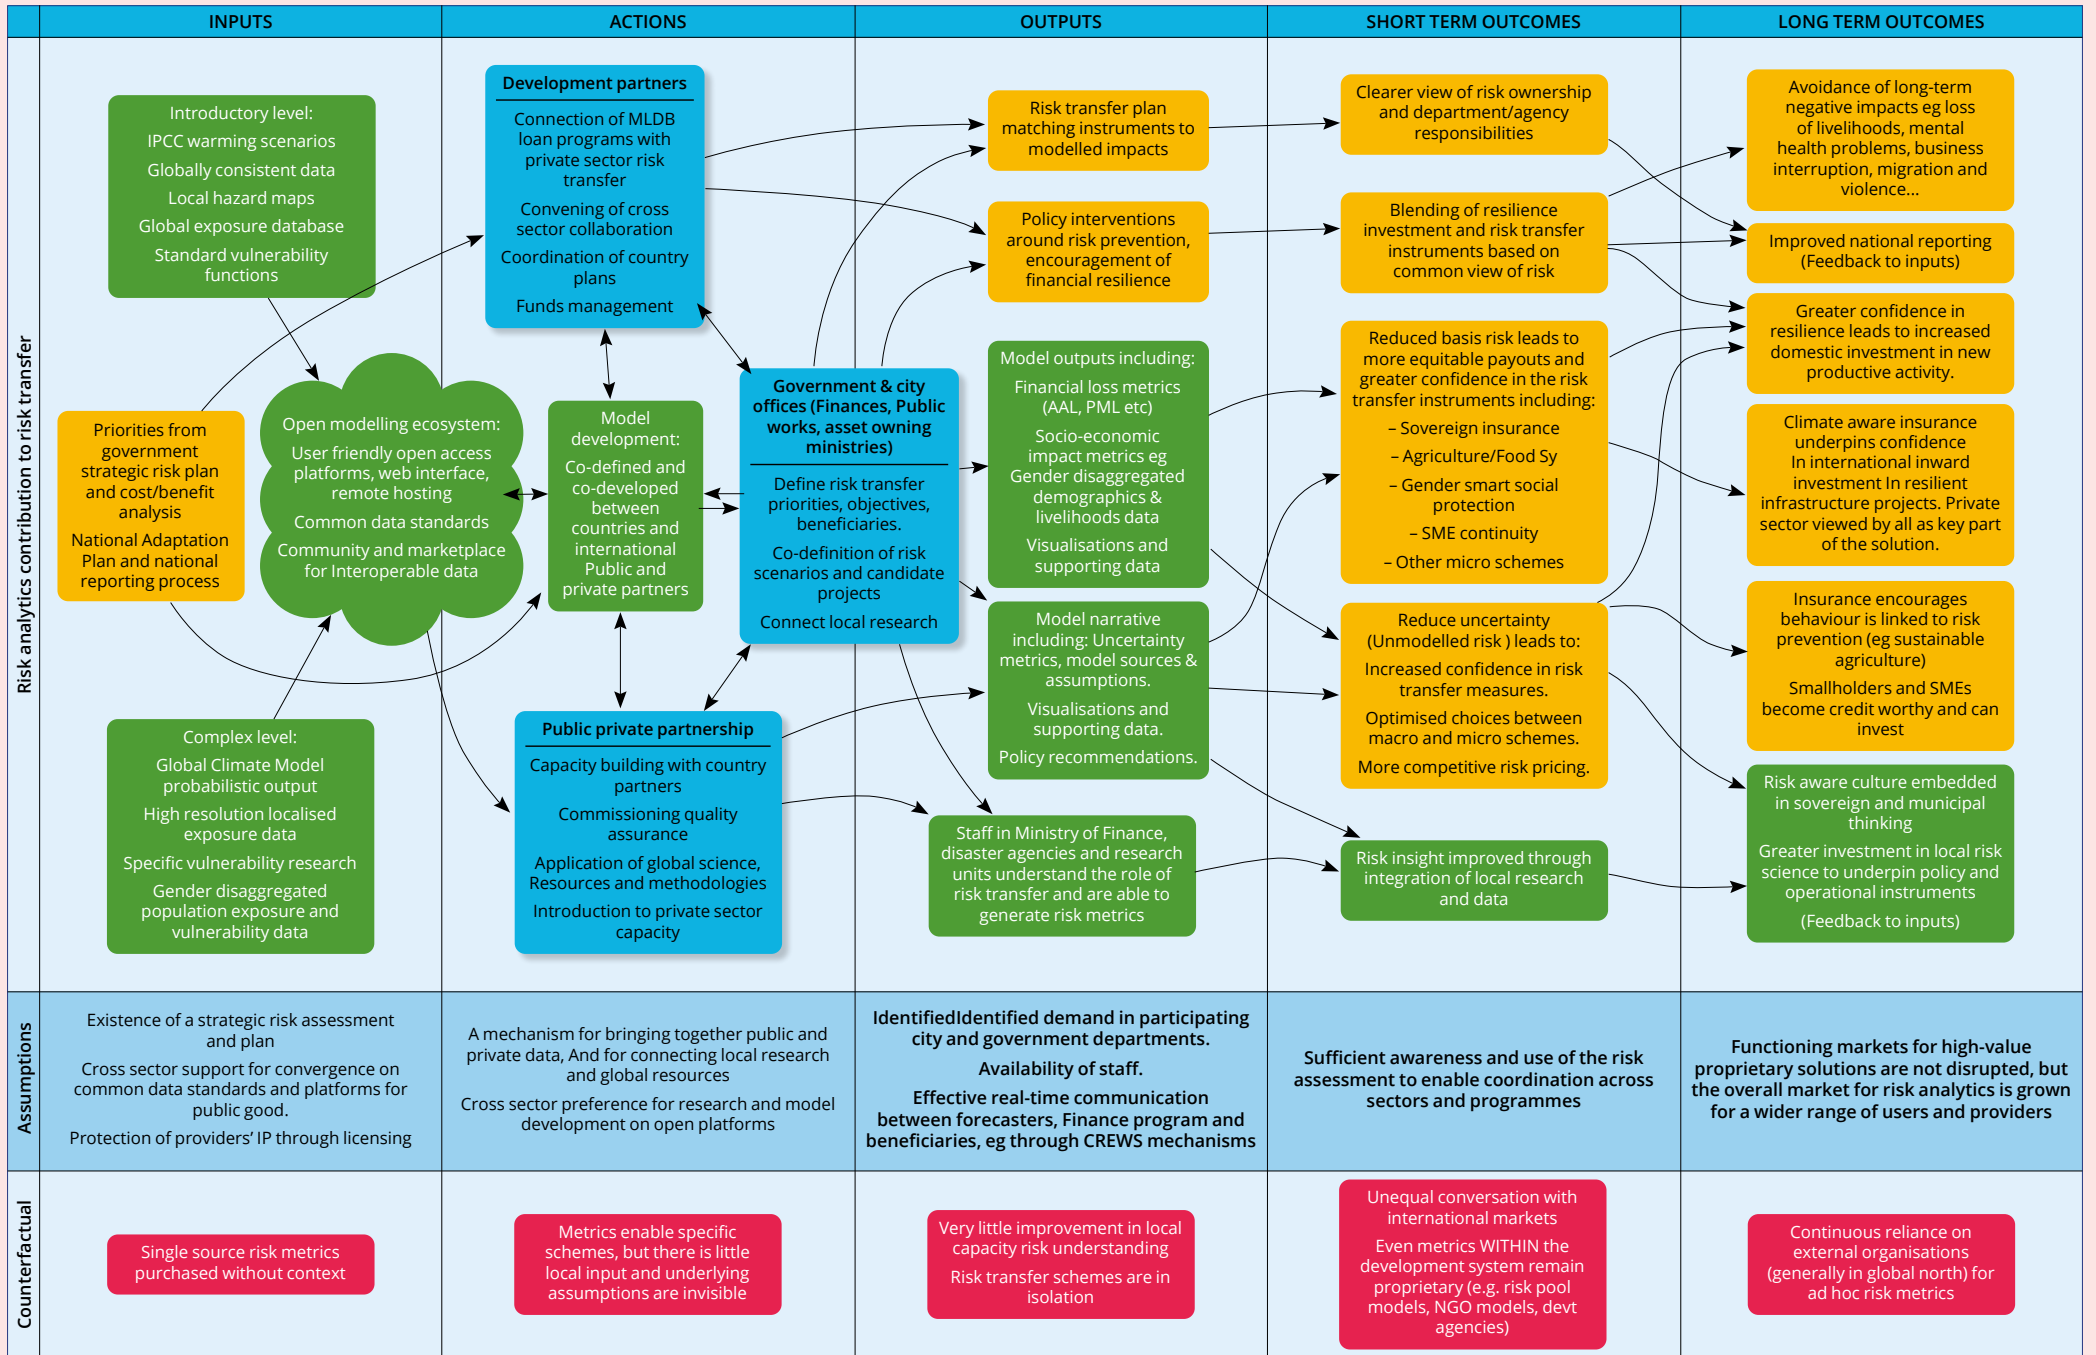 INPUTS
ACTIONS
OUTPUTS
SHORT TERM OUTCOMES
LONG TERM OUTCOMES
Risk analytics contribution to risk transfer
Introductory level:
IPCC warming scenarios
Globally consistent data
Local hazard maps
Global exposure database
Standard vulnerability
functions
Priorities from
government
strategic risk plan
and cost/benefit
analysis
National Adaptation
Plan and national
reporting process
Open modelling ecosystem:
User friendly open access
platforms, web interface,
remote hosting
Common data standards
Community and marketplace
for Interoperable data
Complex level:
Global Climate Model
probabilistic output
High resolution localised
exposure data
Specific vulnerability research
Gender disaggregated
population exposure and
vulnerability data
Development partners
Connection of MLDB
loan programs with
private sector risk
transfer
Convening of cross
sector collaboration
Coordination of country
plans
Funds management
Model
development:
Co-defined and
co-developed
between
countries and
international
Public and
private partners
Government & city
offices (Finances, Public
works, asset owning
ministries)
Define risk transfer
priorities, objectives,
beneficiaries.
Co-definition of risk
scenarios and candidate
projects
Connect local research
Public private partnership
Capacity building with country
partners
Commissioning quality
assurance
Application of global science,
Resources and methodologies
Introduction to private sector
capacity
Risk transfer plan
matching instruments to
modelled impacts
Policy interventions
around risk prevention,
encouragement of
financial resilience
Model outputs including:
Financial loss metrics
(AAL, PML etc)
Socio-economic
impact metrics eg
Gender disaggregated
demographics &
livelihoods data
Visualisations and
supporting data
Model narrative
including: Uncertainty
metrics, model sources &
assumptions.
Visualisations and
supporting data.
Policy recommendations.
Staff in Ministry of Finance,
disaster agencies and research
units understand the role of
risk transfer and are able to
generate risk metrics
Clearer view of risk ownership
and department/agency
responsibilities
Blending of resilience
investment and risk transfer
instruments based on
common view of risk
Reduced basis risk leads to
more equitable payouts and
greater confidence in the risk
transfer instruments including:
– Sovereign insurance
– Agriculture/Food Sy
– Gender smart social
protection
– SME continuity
– Other micro schemes
Reduce uncertainty
(Unmodelled risk ) leads to:
Increased confidence in risk
transfer measures.
Optimised choices between
macro and micro schemes.
More competitive risk pricing.
Risk insight improved through
integration of local research
and data
Avoidance of long-term
negative impacts eg loss
of livelihoods, mental
health problems, business
interruption, migration and
violence...
Improved national reporting
(Feedback to inputs)
Greater confidence in
resilience leads to increased
domestic investment in new
productive activity.
Climate aware insurance
underpins confidence
In international inward
investment In resilient
infrastructure projects. Private
sector viewed by all as key part
of the solution.
Insurance encourages
behaviour is linked to risk
prevention (eg sustainable
agriculture)
Smallholders and SMEs
become credit worthy and can
invest
Risk aware culture embedded
in sovereign and municipal
thinking
Greater investment in local risk
science to underpin policy and
operational instruments
(Feedback to inputs)
Assumptions
Existence of a strategic risk assessment
and plan
Cross sector support for convergence on
common data standards and platforms for
public good.
Protection of providers’ IP through licensing
A mechanism for bringing together public and
private data, And for connecting local research
and global resources
Cross sector preference for research and model
development on open platforms
IdentifiedIdentified demand in participating
city and government departments.
Availability of staff.
Effective real-time communication
between forecasters, Finance program and
beneficiaries, eg through CREWS mechanisms
Sufficient awareness and use of the risk
assessment to enable coordination across
sectors and programmes
Functioning markets for high-value
proprietary solutions are not disrupted, but
the overall market for risk analytics is grown
for a wider range of users and providers
Counterfactual
Single source risk metrics
purchased without context
Metrics enable specific
schemes, but there is little
local input and underlying
assumptions are invisible
Very little improvement in local
capacity risk understanding
Risk transfer schemes are in
isolation
Unequal conversation with
international markets
Even metrics WITHIN the
development system remain
proprietary (e.g. risk pool
models, NGO models, devt
agencies)
Continuous reliance on
external organisations
(generally in global north) for
ad hoc risk metrics